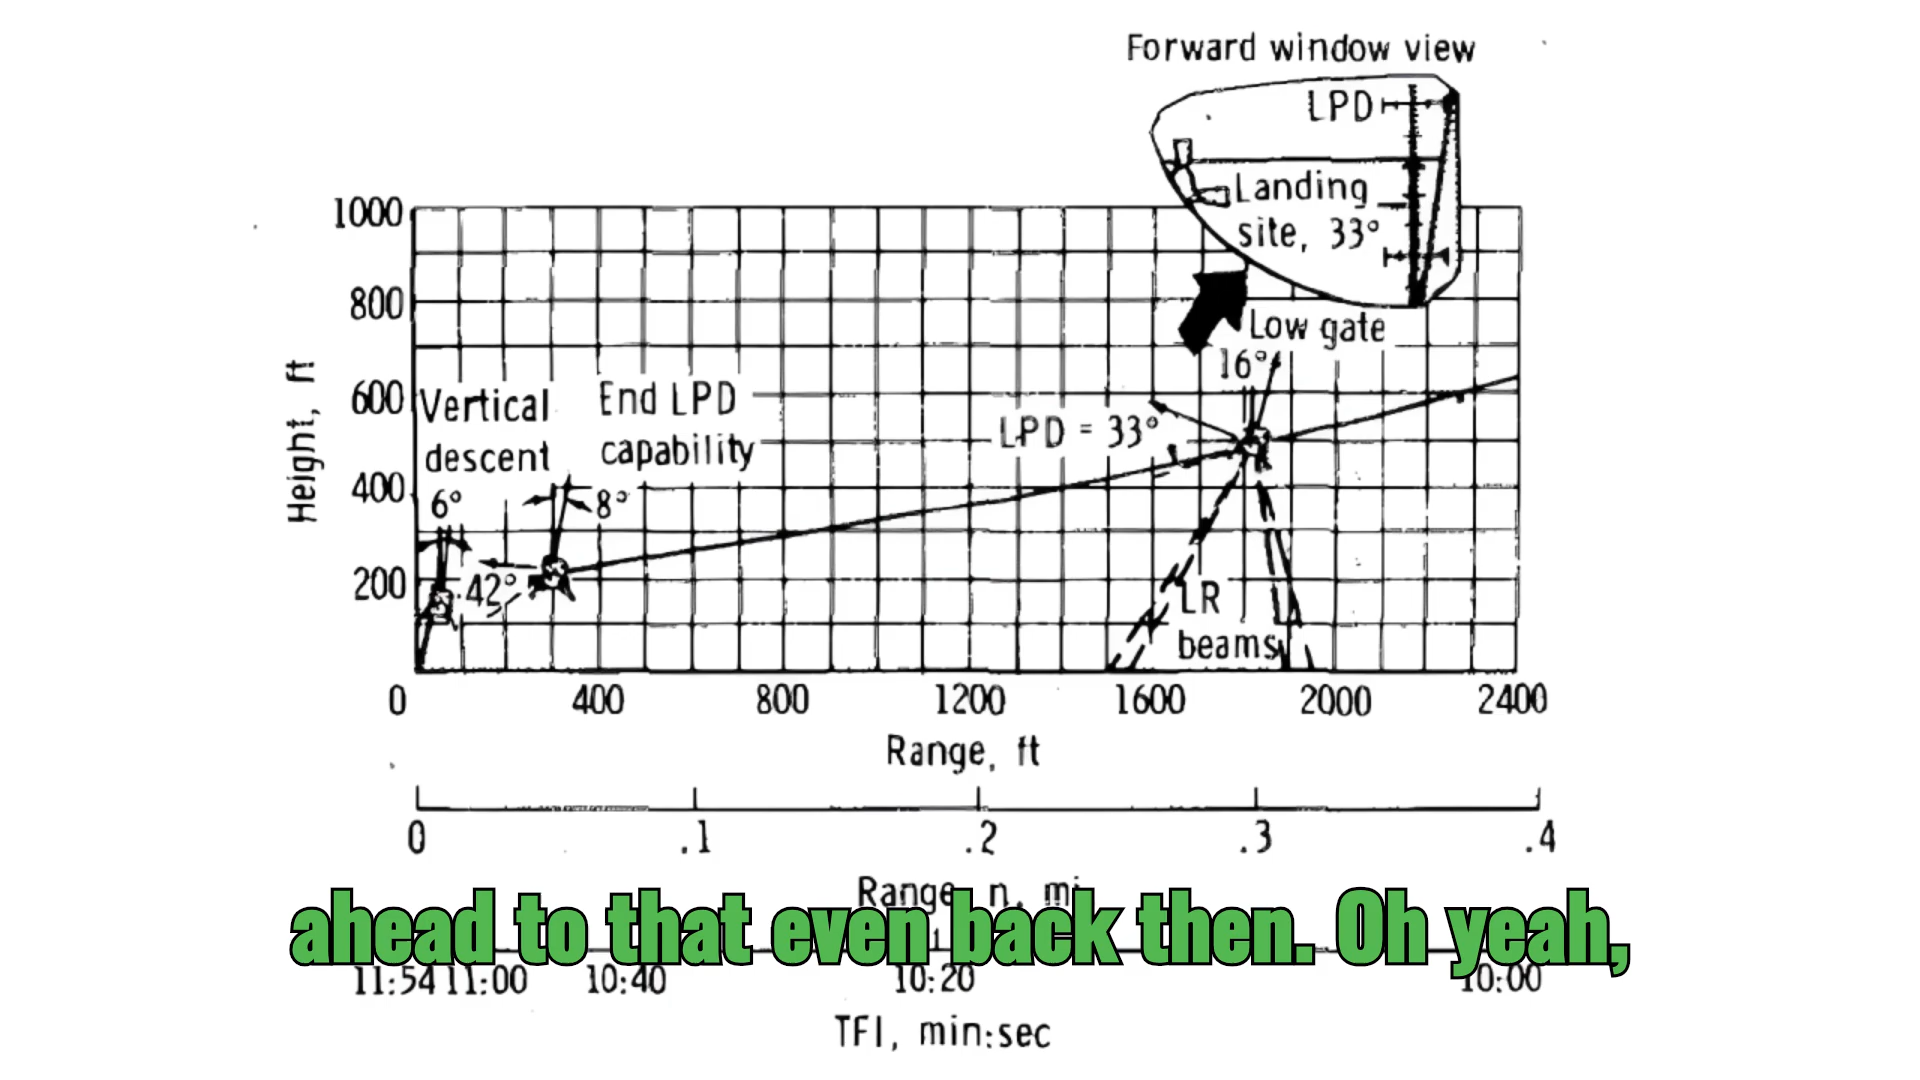 Forward window view
LPD
Landing
site, 33°
1000
800
600
400
200
Height, ft
Low gate
16°
Vertical
descent
End LPD
capability
LPD = 33°
6°
8°
42°
LR
beams
0 400 800 1200 1600 2000 2400
Range, ft
0 .1 .2 .3 .4
Range, n. mi
ahead to that even back then. Oh yeah,
11:54 11:00 10:40 10:20 10:00
TFI, min:sec